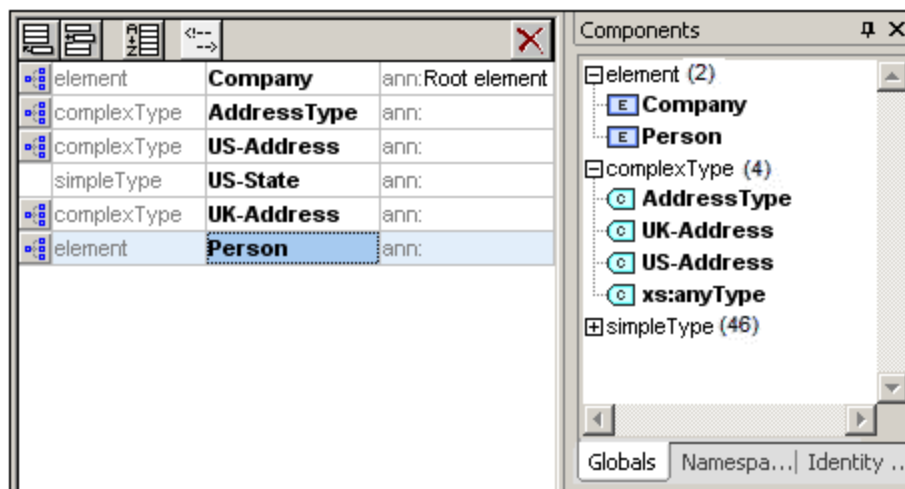 element Company ann:Root element
complexType AddressType ann:
complexType US-Address ann:
simpleType US-State ann:
complexType UK-Address ann:
element Person ann:
Components
element (2)
E Company
E Person
complexType (4)
C AddressType
C UK-Address
C US-Address
C xs:anyType
simpleType (46)
Globals Namespa... Identity ..